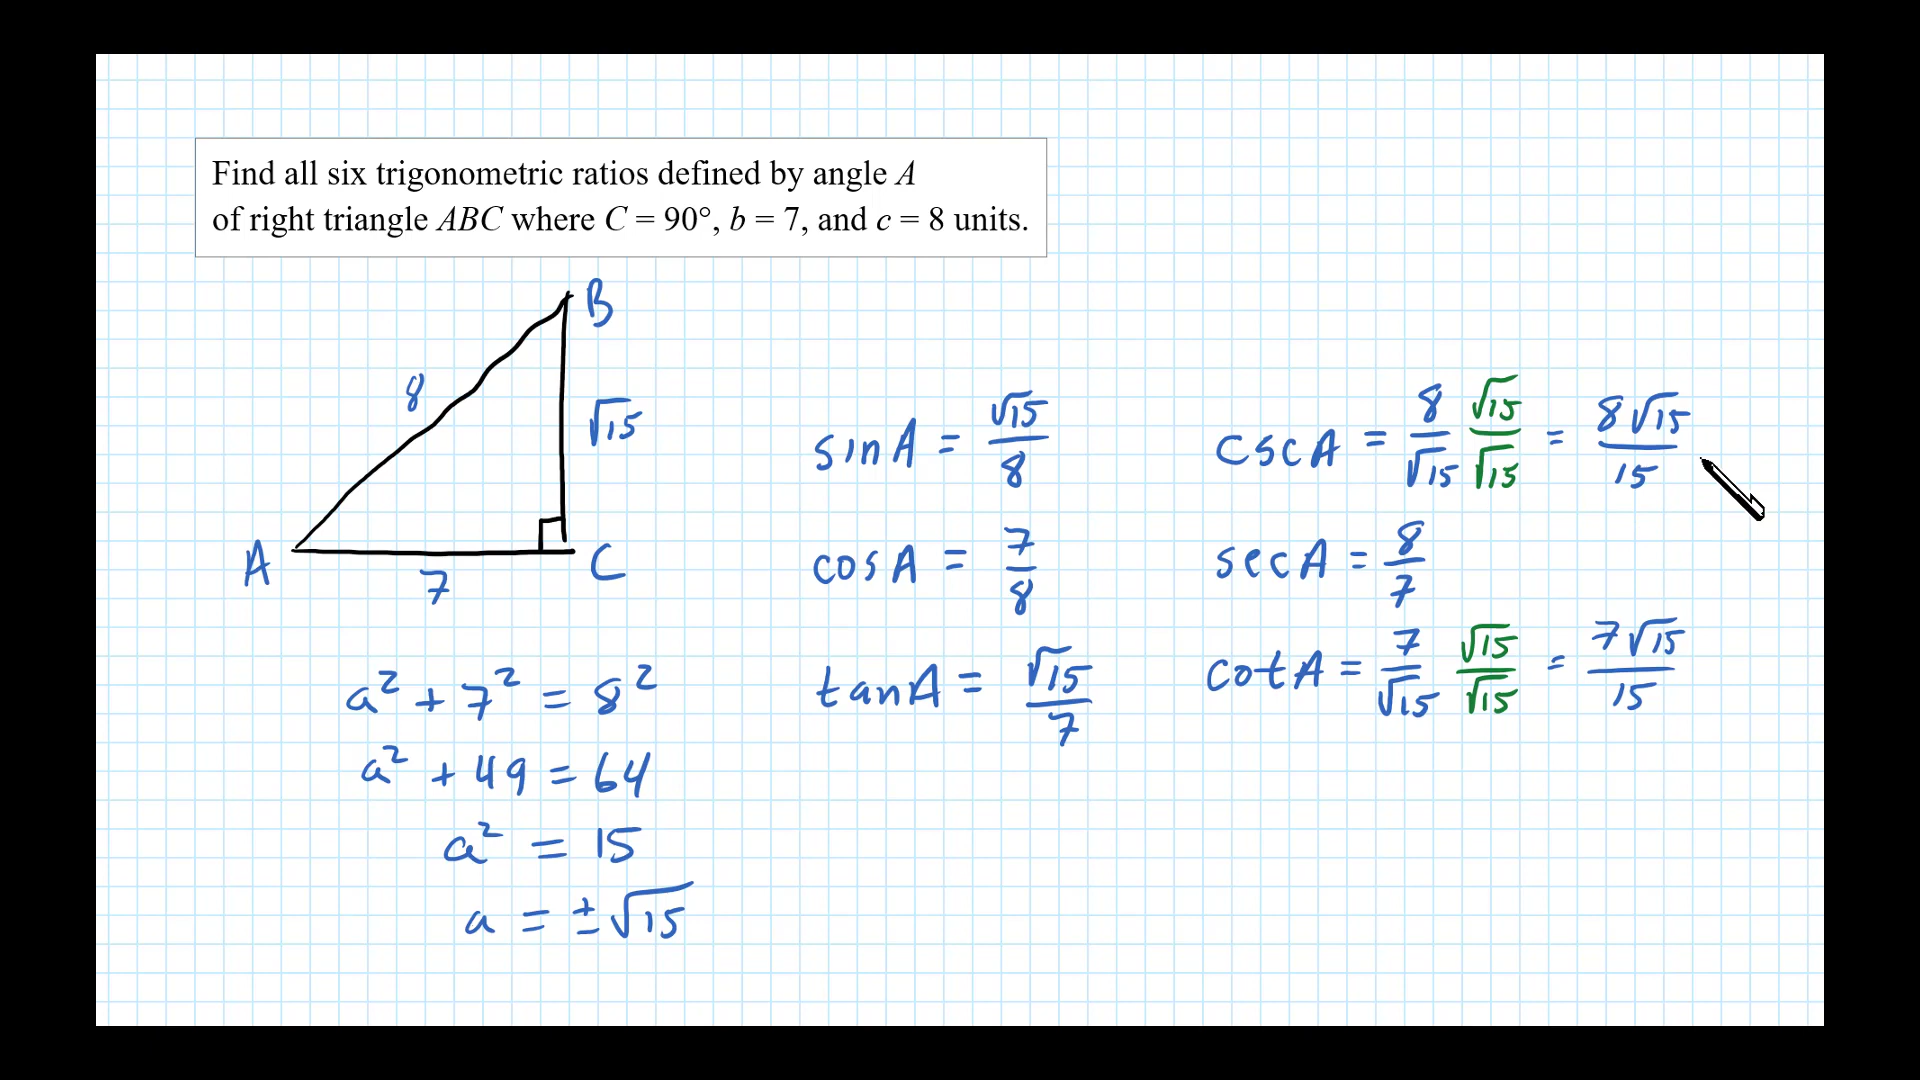 Find all six trigonometric ratios defined by angle A
of right triangle ABC where C = 90°, b = 7, and c = 8 units.
B
8
√15
A
7
C
a² + 7² = 8²
a² + 49 = 64
a² = 15
a = ±√15
sin A = √15/8
cos A = 7/8
tan A = √15/7
csc A = 8/√15 √15/√15 = 8√15/15
sec A = 8/7
cot A = 7/√15 √15/√15 = 7√15/15